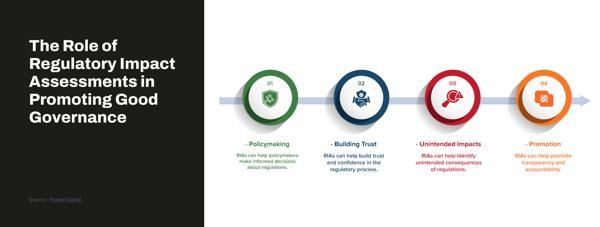 The Role of
Regulatory Impact
Assessments in
Promoting Good
Governance
Source : FasterCapital
01
02
03
04
- Policymaking
RIAs can help policymakers
make informed decisions
about regulations.
- Building Trust
RIAs can help build trust
and confidence in the
regulatory process.
- Unintended Impacts
RIAs can help identify
unintended consequences
of regulations.
- Promotion
RIAs can help promote
transparency and
accountability.